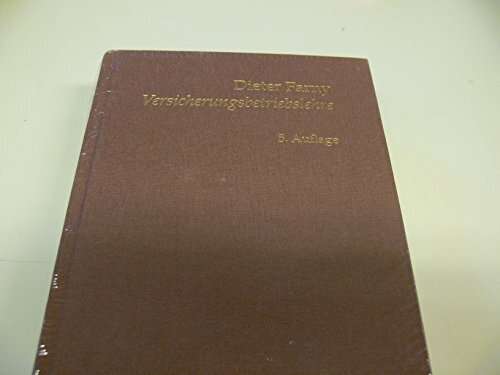 Dieter Farny
Versicherungsbetriebslehre
5. Auflage